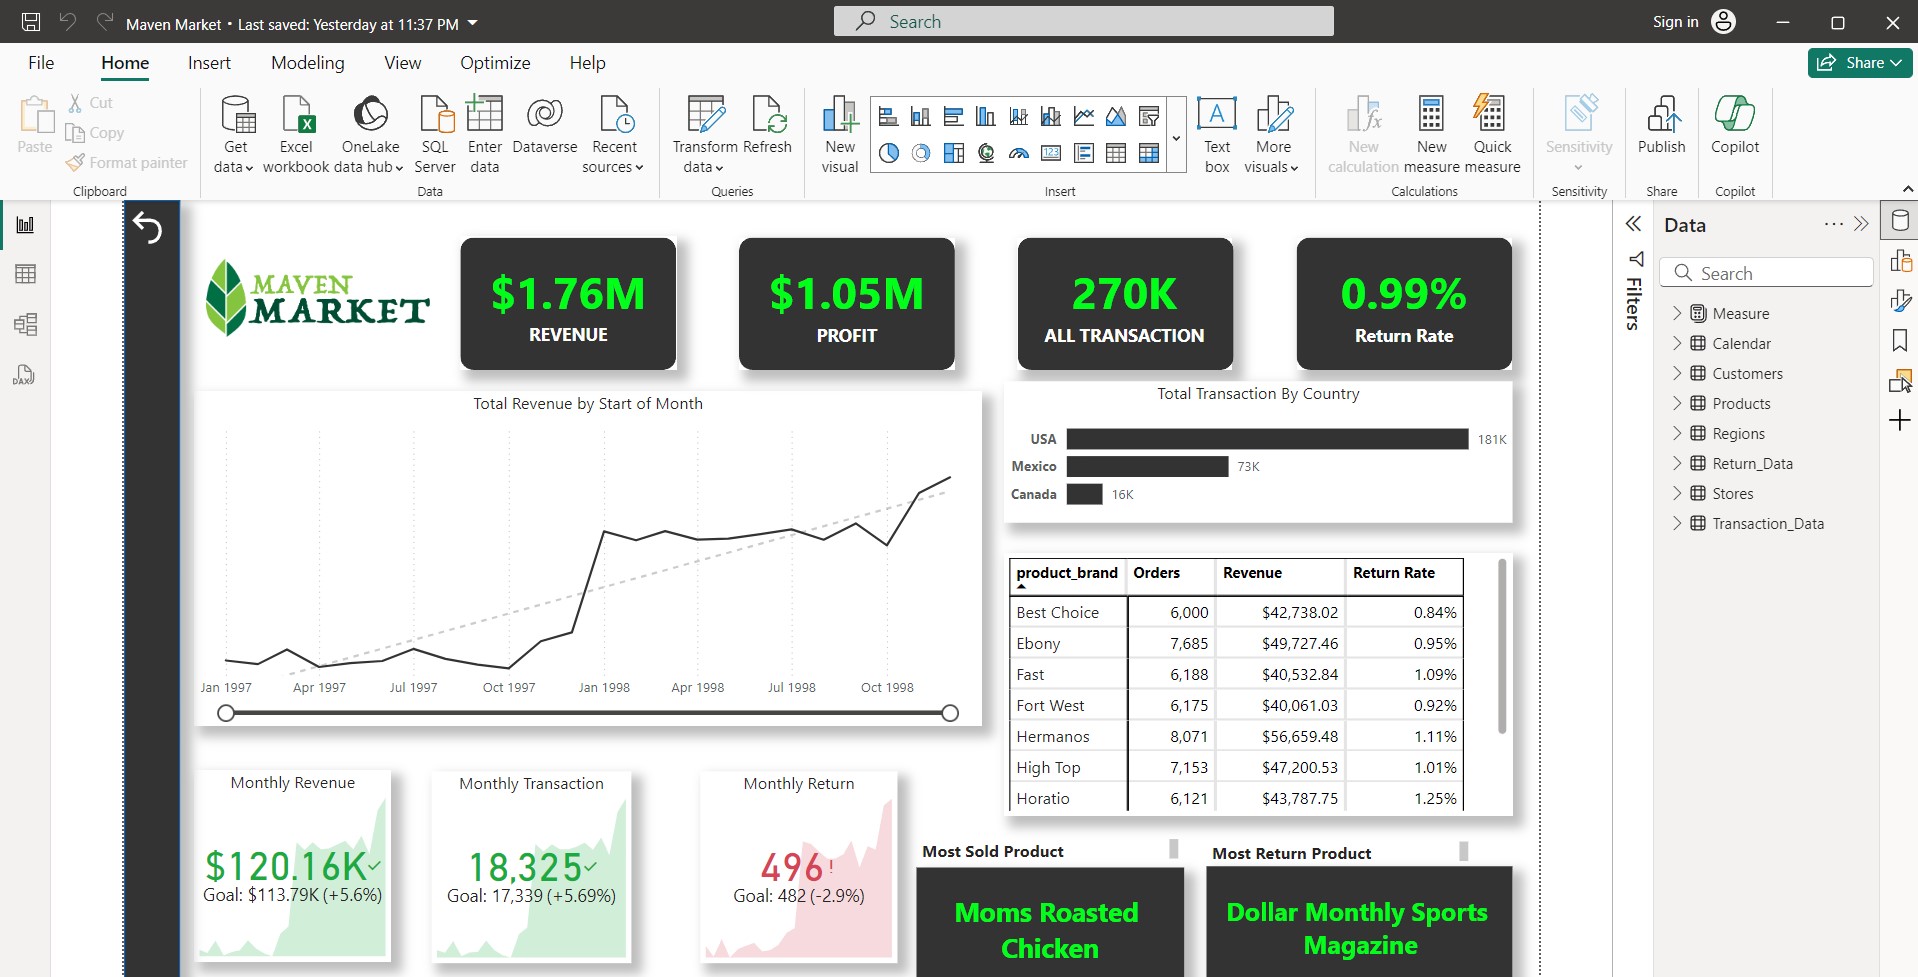 Maven Market • Last saved: Yesterday at 11:37 PM
Search
Sign in
File Home Insert Modeling View Optimize Help
Share
Paste
Cut
Copy
Format painter
Clipboard
Get data
Excel workbook
OneLake data hub
SQL Server
Enter data
Dataverse
Recent sources
Data
Transform data
Refresh
Queries
New visual
123
A
Text box
More visuals
Insert
New calculation
New measure
Quick measure
Calculations
Sensitivity
Sensitivity
Publish
Share
Copilot
Copilot
DAX
MAVEN
MARKET
$1.76M
REVENUE
$1.05M
PROFIT
270K
ALL TRANSACTION
0.99%
Return Rate
Total Revenue by Start of Month
Jan 1997 Apr 1997 Jul 1997 Oct 1997 Jan 1998 Apr 1998 Jul 1998 Oct 1998
Total Transaction By Country
USA 181K
Mexico 73K
Canada 16K
product_brand Orders Revenue Return Rate
Best Choice 6,000 $42,738.02 0.84%
Ebony 7,685 $49,727.46 0.95%
Fast 6,188 $40,532.84 1.09%
Fort West 6,175 $40,061.03 0.92%
Hermanos 8,071 $56,659.48 1.11%
High Top 7,153 $47,200.53 1.01%
Horatio 6,121 $43,787.75 1.25%
Monthly Revenue
$120.16K
Goal: $113.79K (+5.6%)
Monthly Transaction
18,325
Goal: 17,339 (+5.69%)
Monthly Return
496!
Goal: 482 (-2.9%)
Most Sold Product
Moms Roasted
Chicken
Most Return Product
Dollar Monthly Sports
Magazine
Filters
Data
Search
Measure
Calendar
Customers
Products
Regions
Return_Data
Stores
Transaction_Data